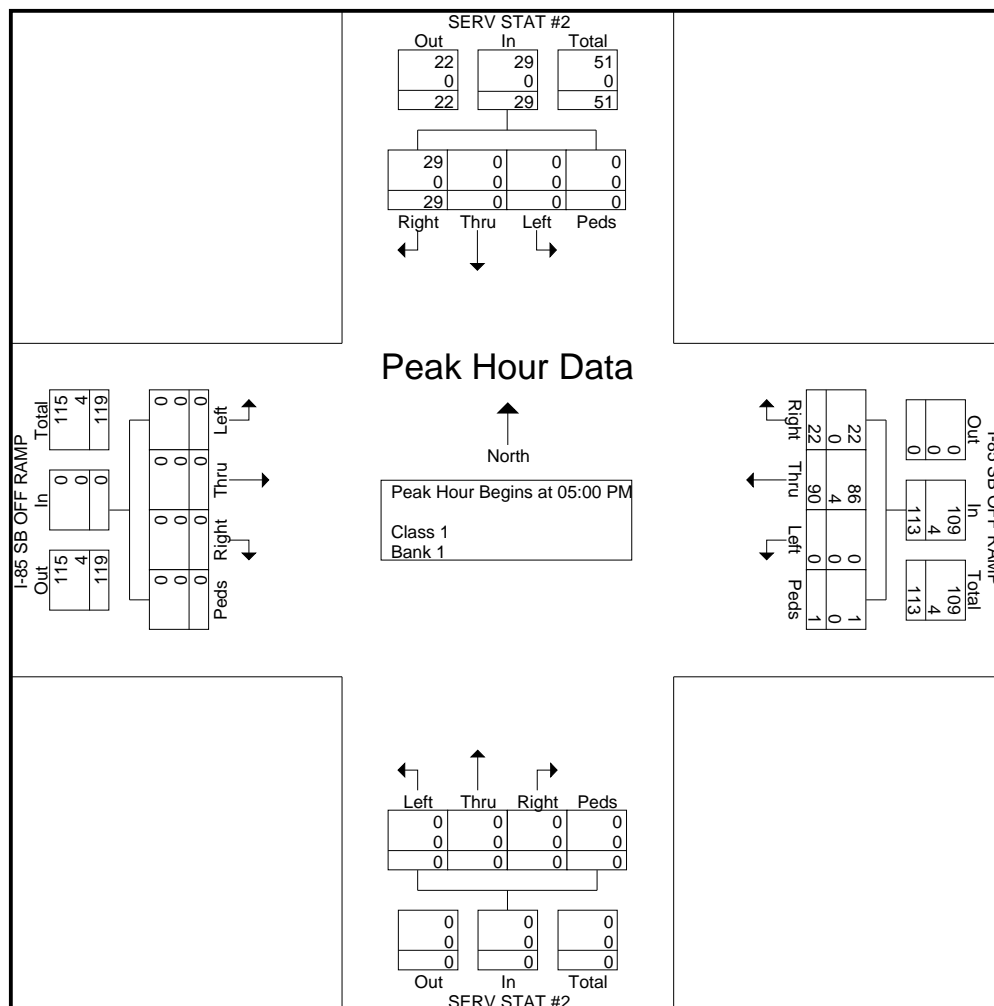 SERV STAT #2
Out In Total
22 29 51
0 0 0
22 29 51
29 0 0 0
0 0 0 0
29 0 0 0
Right Thru Left Peds
Peak Hour Data
North
Peak Hour Begins at 05:00 PM
Class 1
Bank 1
I-85 SB OFF RAMP
Total In Out
115 0 115
4 0 4
119 0 119
Left Thru Right Peds
0 0 0 0
0 0 0 0
0 0 0 0
Right Thru Left Peds
22 86 0 1
0 4 0 0
22 90 0 1
I-85 SB OFF RAMP
Out In Total
0 109 109
0 4 4
0 113 113
Left Thru Right Peds
0 0 0 0
0 0 0 0
0 0 0 0
0 0 0
0 0 0
0 0 0
Out In Total
SERV STAT #2